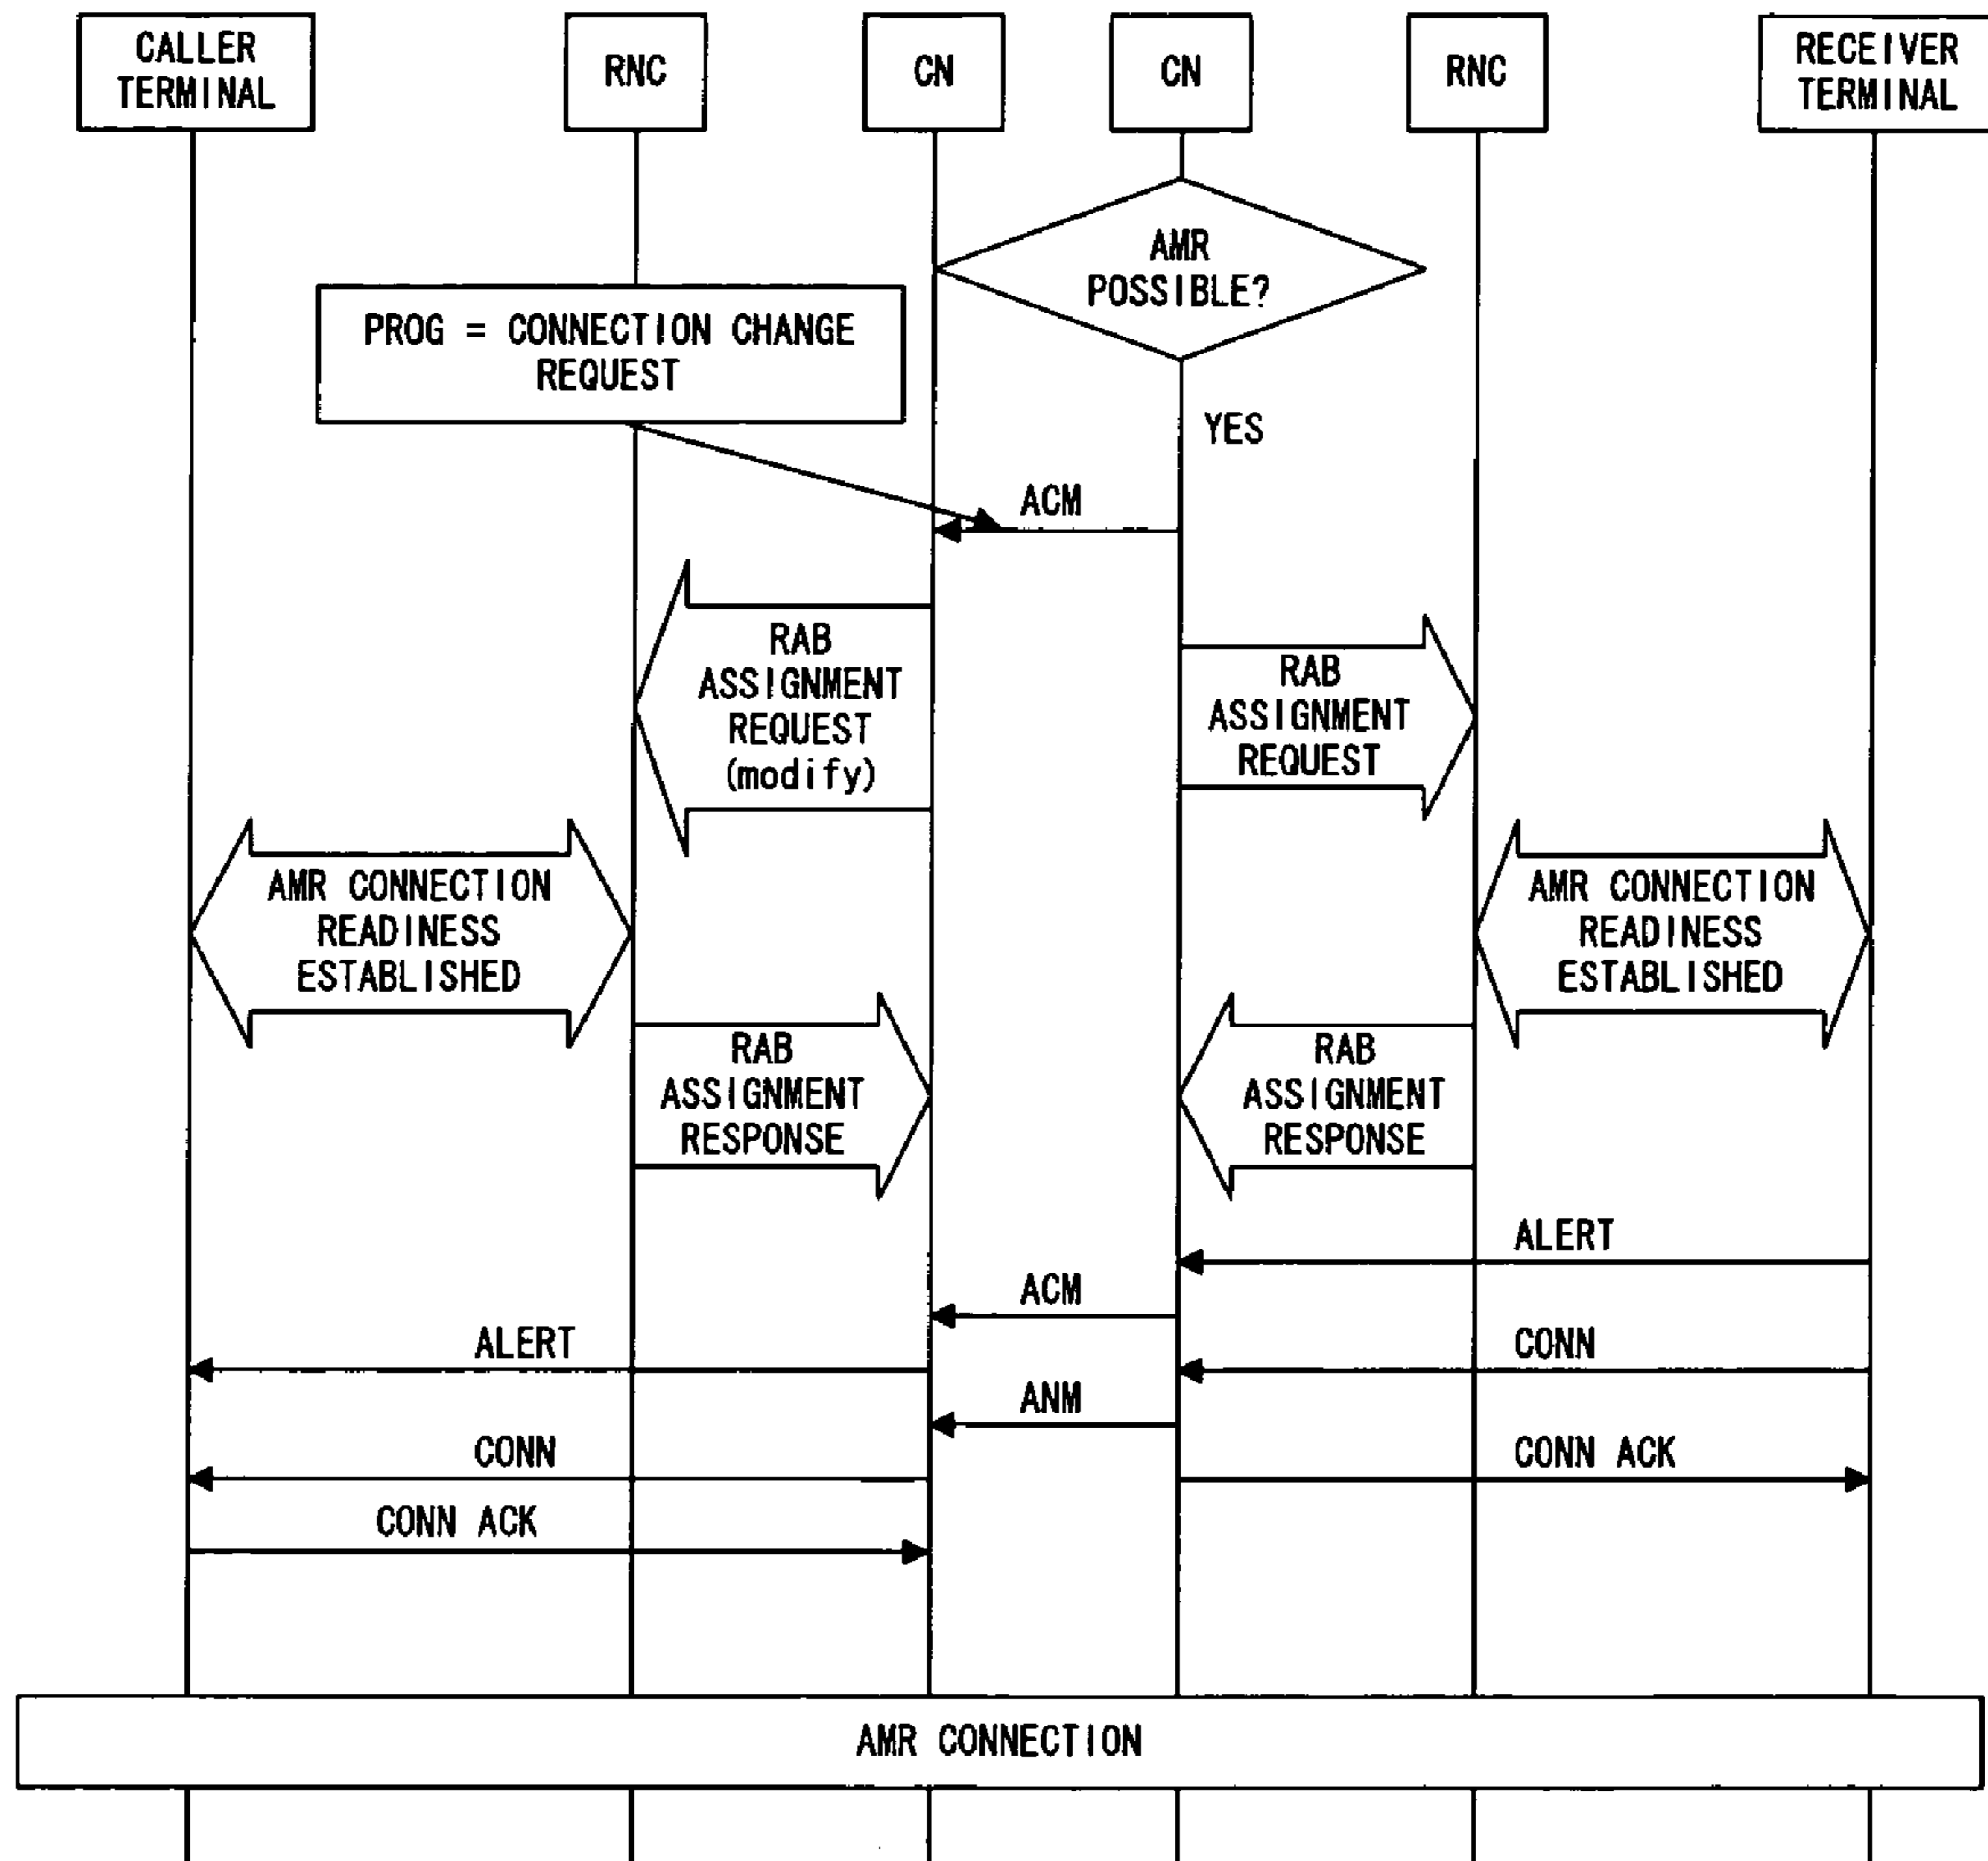 CALLER
TERMINAL
RNC
CN
CN
RNC
RECEIVER
TERMINAL
AMR
POSSIBLE?
PROG = CONNECTION CHANGE
REQUEST
YES
ACM
RAB
ASSIGNMENT
REQUEST
(modify)
RAB
ASSIGNMENT
REQUEST
AMR CONNECTION
READINESS
ESTABLISHED
AMR CONNECTION
READINESS
ESTABLISHED
RAB
ASSIGNMENT
RESPONSE
RAB
ASSIGNMENT
RESPONSE
ALERT
ACM
ALERT
CONN
ANM
CONN
CONN ACK
CONN ACK
AMR CONNECTION